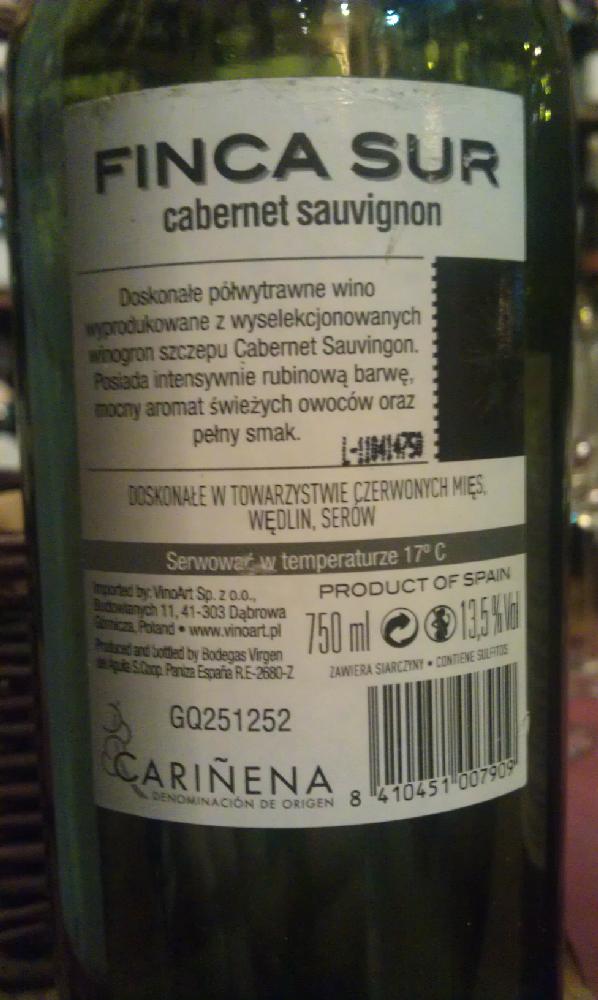 FINCA SUR
cabernet sauvignon
Doskonałe półwytrawne wino
wyprodukowane z wyselekcjonowanych
winogron szczepu Cabernet Sauvingon.
Posiada intensywnie rubinową barwę,
mocny aromat świeżych owoców oraz
pełny smak.
L-11841475B
DOSKONAŁE W TOWARZYSTWIE CZERWONYCH MIĘS,
WĘDLIN, SERÓW
Serwować w temperaturze 17º C
Imported by: VinoArt Sp. z o.o.,
Budowlanych 11, 41-303 Dąbrowa
Górnicza, Poland • www.vinoart.pl
Produced and bottled by Bodegas Virgen
del Aguila S.Coop. Paniza España R.E-2680-Z
PRODUCT OF SPAIN
750 ml 13,5 % Vol
ZAWIERA SIARCZYNY • CONTIENE SULFITOS
GQ251252
CARIÑENA
DENOMINACIÓN DE ORIGEN
8 410451 007909